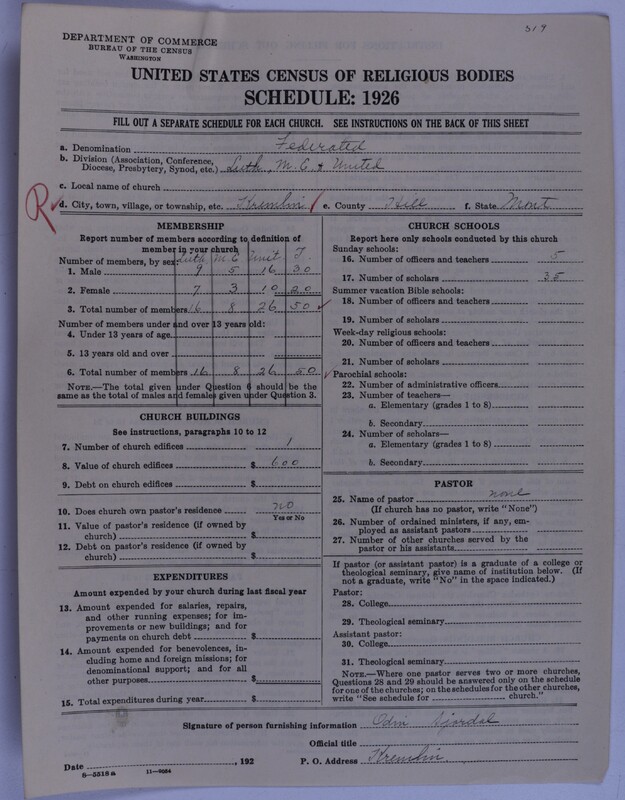 519
DEPARTMENT OF COMMERCE
BUREAU OF THE CENSUS
WASHINGTON
UNITED STATES CENSUS OF RELIGIOUS BODIES
SCHEDULE: 1926
FILL OUT A SEPARATE SCHEDULE FOR EACH CHURCH. SEE INSTRUCTIONS ON THE BACK OF THIS SHEET
a. Denomination Federated
b. Division (Association, Conference, Diocese, Presbytery, Synod, etc.) Luth, M. E. & United
c. Local name of church
R d. City, town, village, or township, etc. Kremlin e. County Hill f. State Mont
MEMBERSHIP
Report number of members according to definition of
member in your church
Number of members, by sex: Luth M E Unit T.
1. Male 9 5 16 30
2. Female 7 3 10 20
3. Total number of members 16 8 26 50
Number of members under and over 13 years old:
4. Under 13 years of age
5. 13 years old and over
6. Total number of members 16 8 26 50
NOTE.—The total given under Question 6 should be the
same as the total of males and females given under Question 3.
CHURCH BUILDINGS
See instructions, paragraphs 10 to 12
7. Number of church edifices 1
8. Value of church edifices $ 600
9. Debt on church edifices $
10. Does church own pastor's residence no
Yes or No
11. Value of pastor's residence (if owned by
church) $
12. Debt on pastor's residence (if owned by
church) $
EXPENDITURES
Amount expended by your church during last fiscal year
13. Amount expended for salaries, repairs,
and other running expenses; for im-
provements or new buildings; and for
payments on church debt $
14. Amount expended for benevolences, in-
cluding home and foreign missions; for
denominational support; and for all
other purposes $
15. Total expenditures during year $
CHURCH SCHOOLS
Report here only schools conducted by this church
Sunday schools:
16. Number of officers and teachers 5
17. Number of scholars 35
Summer vacation Bible schools:
18. Number of officers and teachers
19. Number of scholars
Week-day religious schools:
20. Number of officers and teachers
21. Number of scholars
Parochial schools:
22. Number of administrative officers
23. Number of teachers—
a. Elementary (grades 1 to 8)
b. Secondary
24. Number of scholars—
a. Elementary (grades 1 to 8)
b. Secondary
PASTOR
25. Name of pastor none
(If church has no pastor, write "None")
26. Number of ordained ministers, if any, em-
ployed as assistant pastors
27. Number of other churches served by the
pastor or his assistants
If pastor (or assistant pastor) is a graduate of a college or
theological seminary, give name of institution below. (If
not a graduate, write "No" in the space indicated.)
Pastor:
28. College
29. Theological seminary
Assistant pastor:
30. College
31. Theological seminary
NOTE.—Where one pastor serves two or more churches,
Questions 28 and 29 should be answered only on the schedule
for one of the churches; on the schedules for the other churches,
write "See schedule for church."
Signature of person furnishing information Odin
Official title
Date , 192 P. O. Address Kremlin.
8—5518a 11—9064